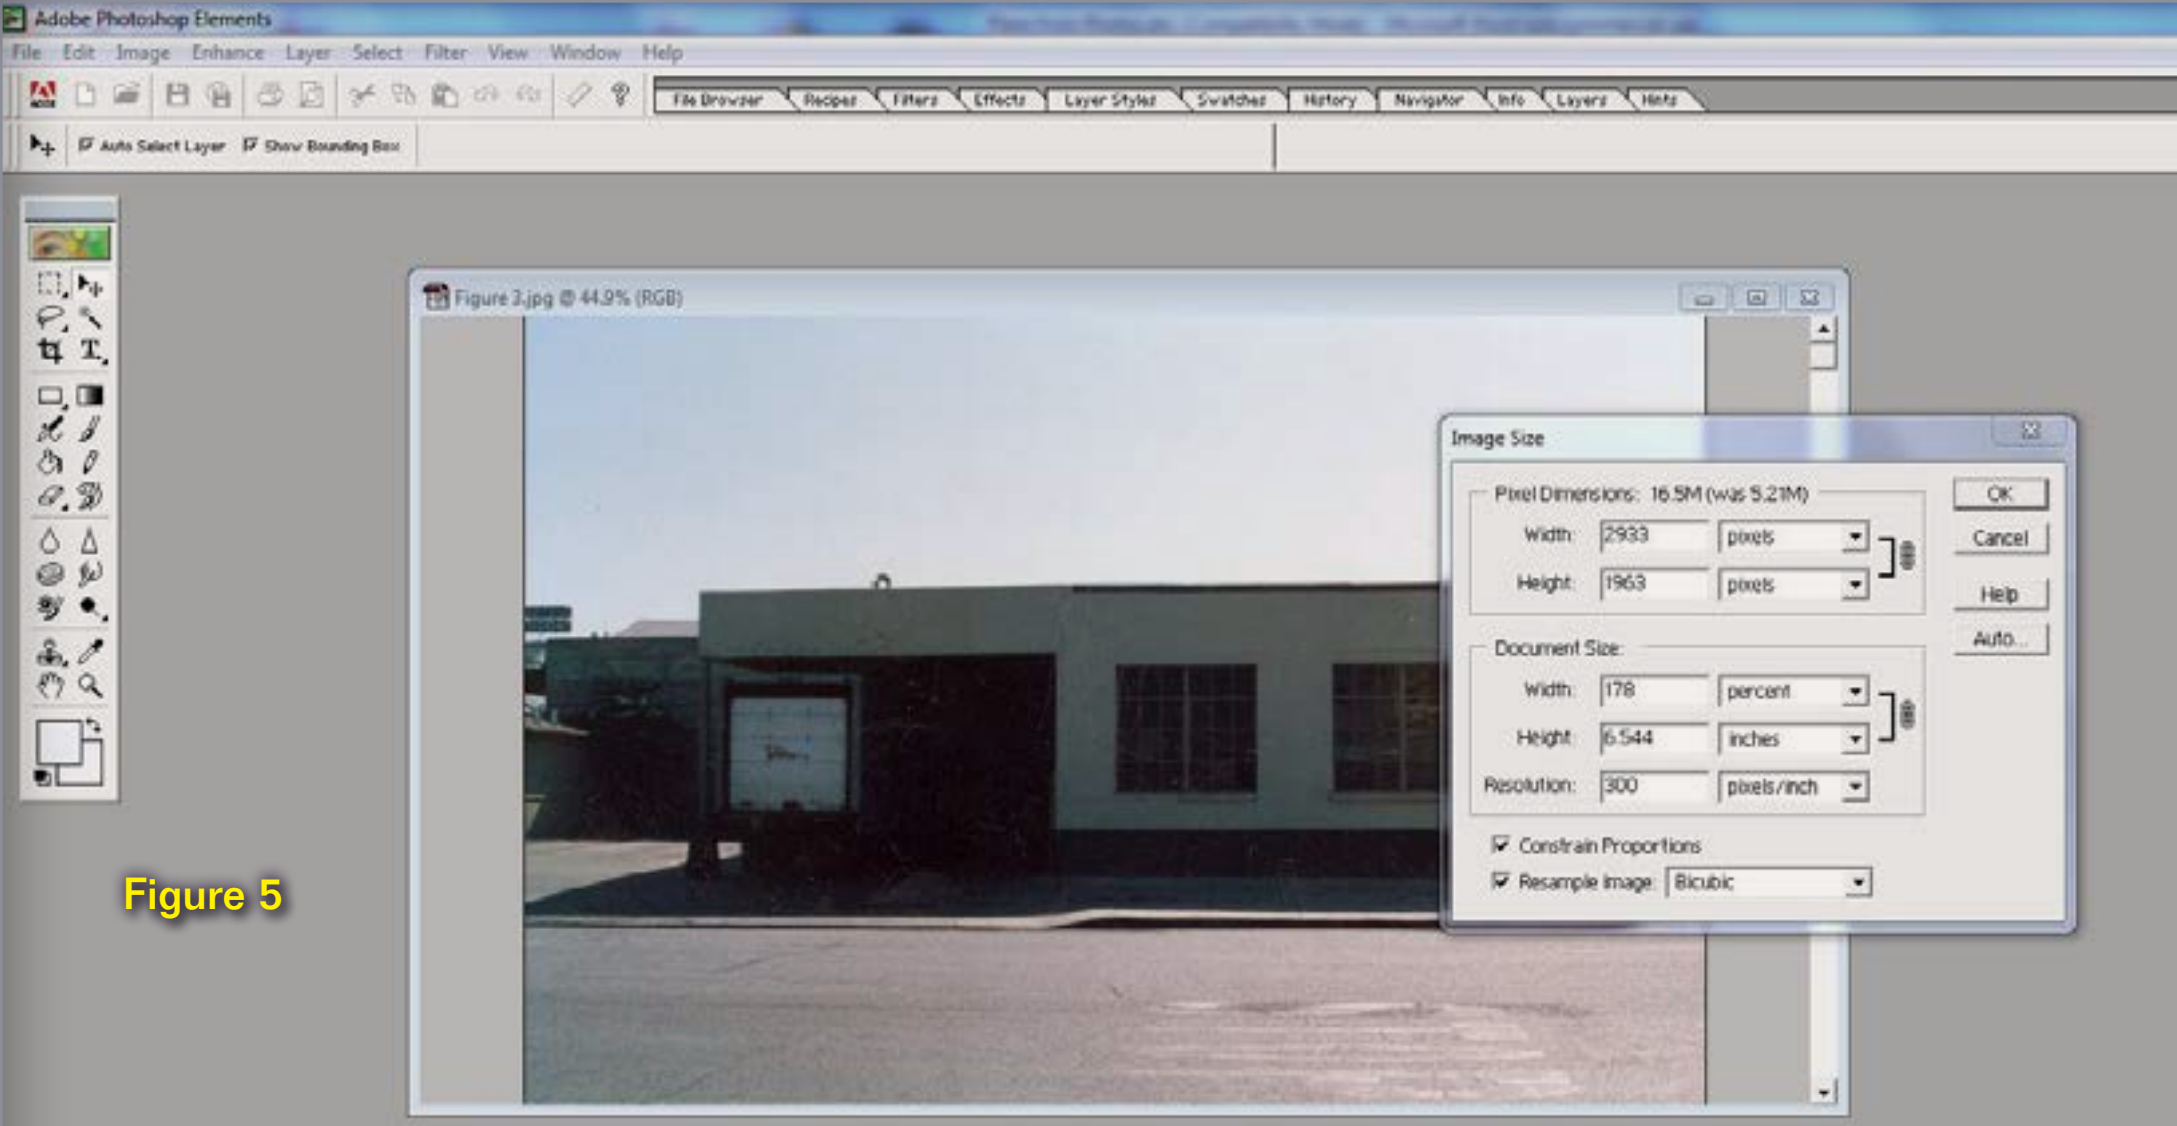 Adobe Photoshop Elements
File Edit Image Enhance Layer Select Filter View Window Help
File Browser Recipes Filters Effects Layer Styles Swatches History Navigator Info Layers Hints
Auto Select Layer Show Bounding Box
Figure 3.jpg @ 44.9% (RGB)
Image Size
Pixel Dimensions: 16.5M (was 5.21M)
Width: 2933 pixels
Height: 1963 pixels
Document Size:
Width: 178 percent
Height: 6.544 inches
Resolution: 300 pixels/inch
Constrain Proportions
Resample Image: Bicubic
OK
Cancel
Help
Auto...
Figure 5